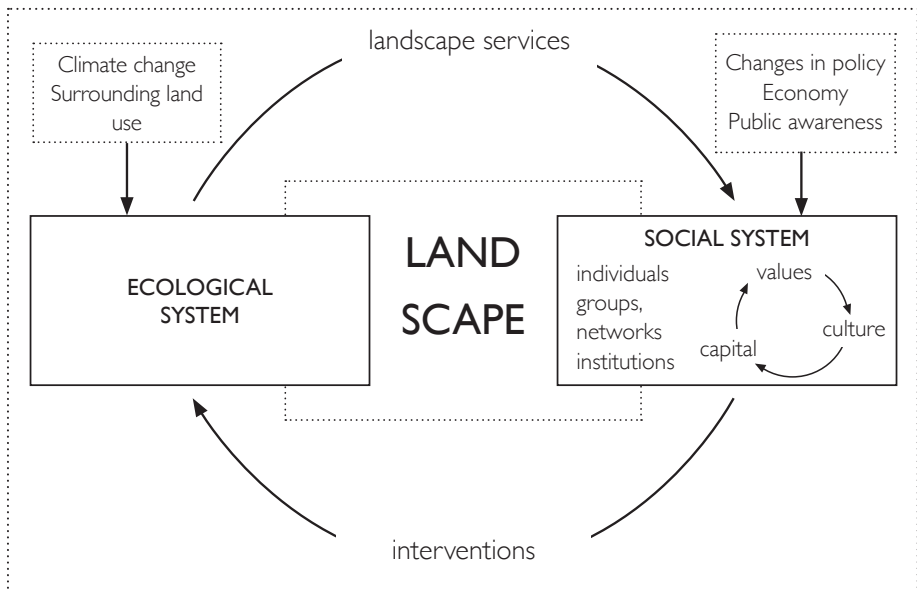 landscape services
Climate change
Surrounding land
use
Changes in policy
Economy
Public awareness
ECOLOGICAL
SYSTEM
LAND
SCAPE
SOCIAL SYSTEM
individuals
groups,
networks
institutions
values
culture
capital
interventions